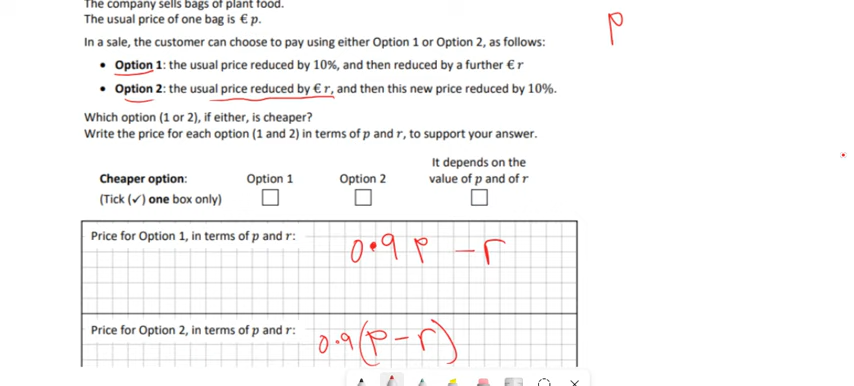 The company sells bags of plant food.
The usual price of one bag is € p.
p
In a sale, the customer can choose to pay using either Option 1 or Option 2, as follows:
• Option 1: the usual price reduced by 10%, and then reduced by a further € r
• Option 2: the usual price reduced by € r, and then this new price reduced by 10%.
Which option (1 or 2), if either, is cheaper?
Write the price for each option (1 and 2) in terms of p and r, to support your answer.
Cheaper option: Option 1 Option 2 It depends on the value of p and of r
(Tick (✓) one box only)
Price for Option 1, in terms of p and r: 0.9 p - r
Price for Option 2, in terms of p and r: 0.9(p - r)